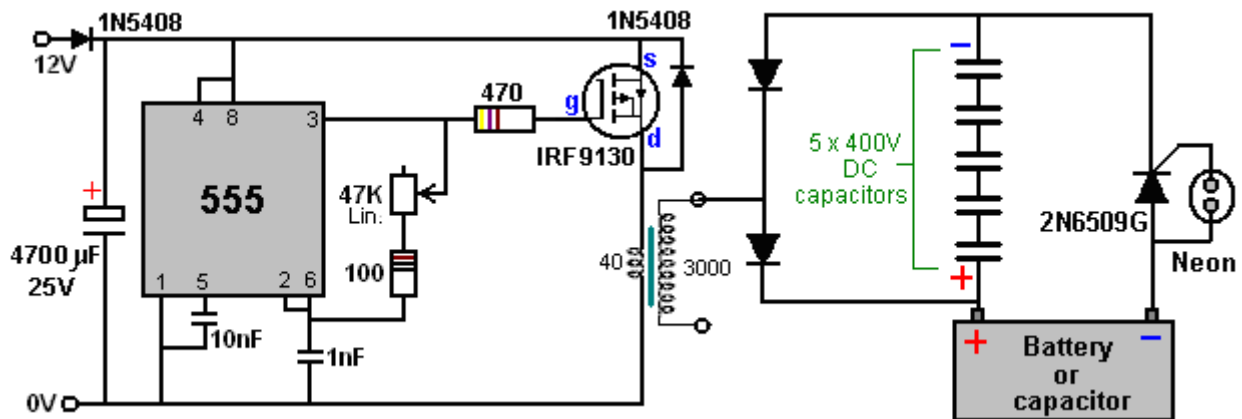 1N5408
12V
4 8 3
555
1 5 2 6
+
4700 µF
25V
10nF
1nF
0V
47K
Lin.
100
470
1N5408
s
g
d
IRF9130
40
3000
−
5 x 400V
DC
capacitors
+
2N6509G
Neon
+ −
Battery
or
capacitor